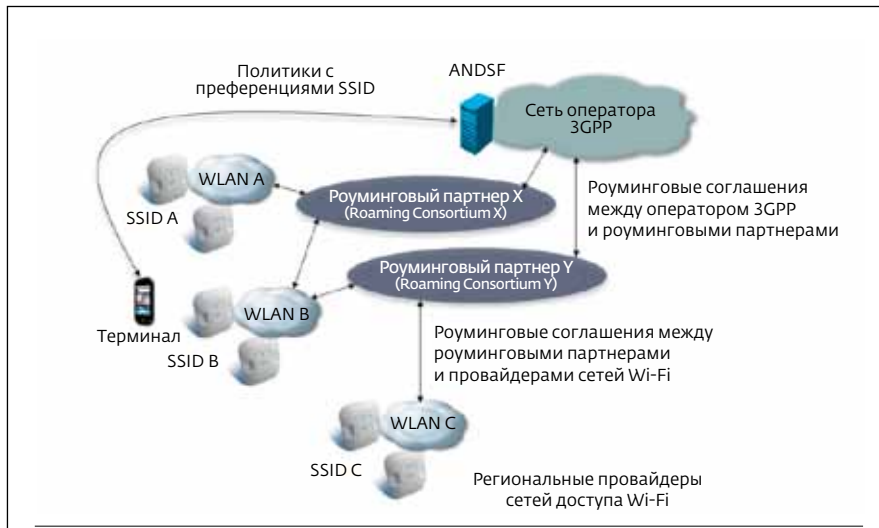 Политики с
преференциями SSID
ANDSF
Сеть оператора
3GPP
WLAN A
SSID A
Роуминговый партнер X
(Roaming Consortium X)
Роуминговые соглашения
между оператором 3GPP
и роуминговыми партнерами
Роуминговый партнер Y
(Roaming Consortium Y)
WLAN B
Терминал
SSID B
Роуминговые соглашения между
роуминговыми партнерами
и провайдерами сетей Wi-Fi
WLAN C
SSID C
Региональные провайдеры
сетей доступа Wi-Fi